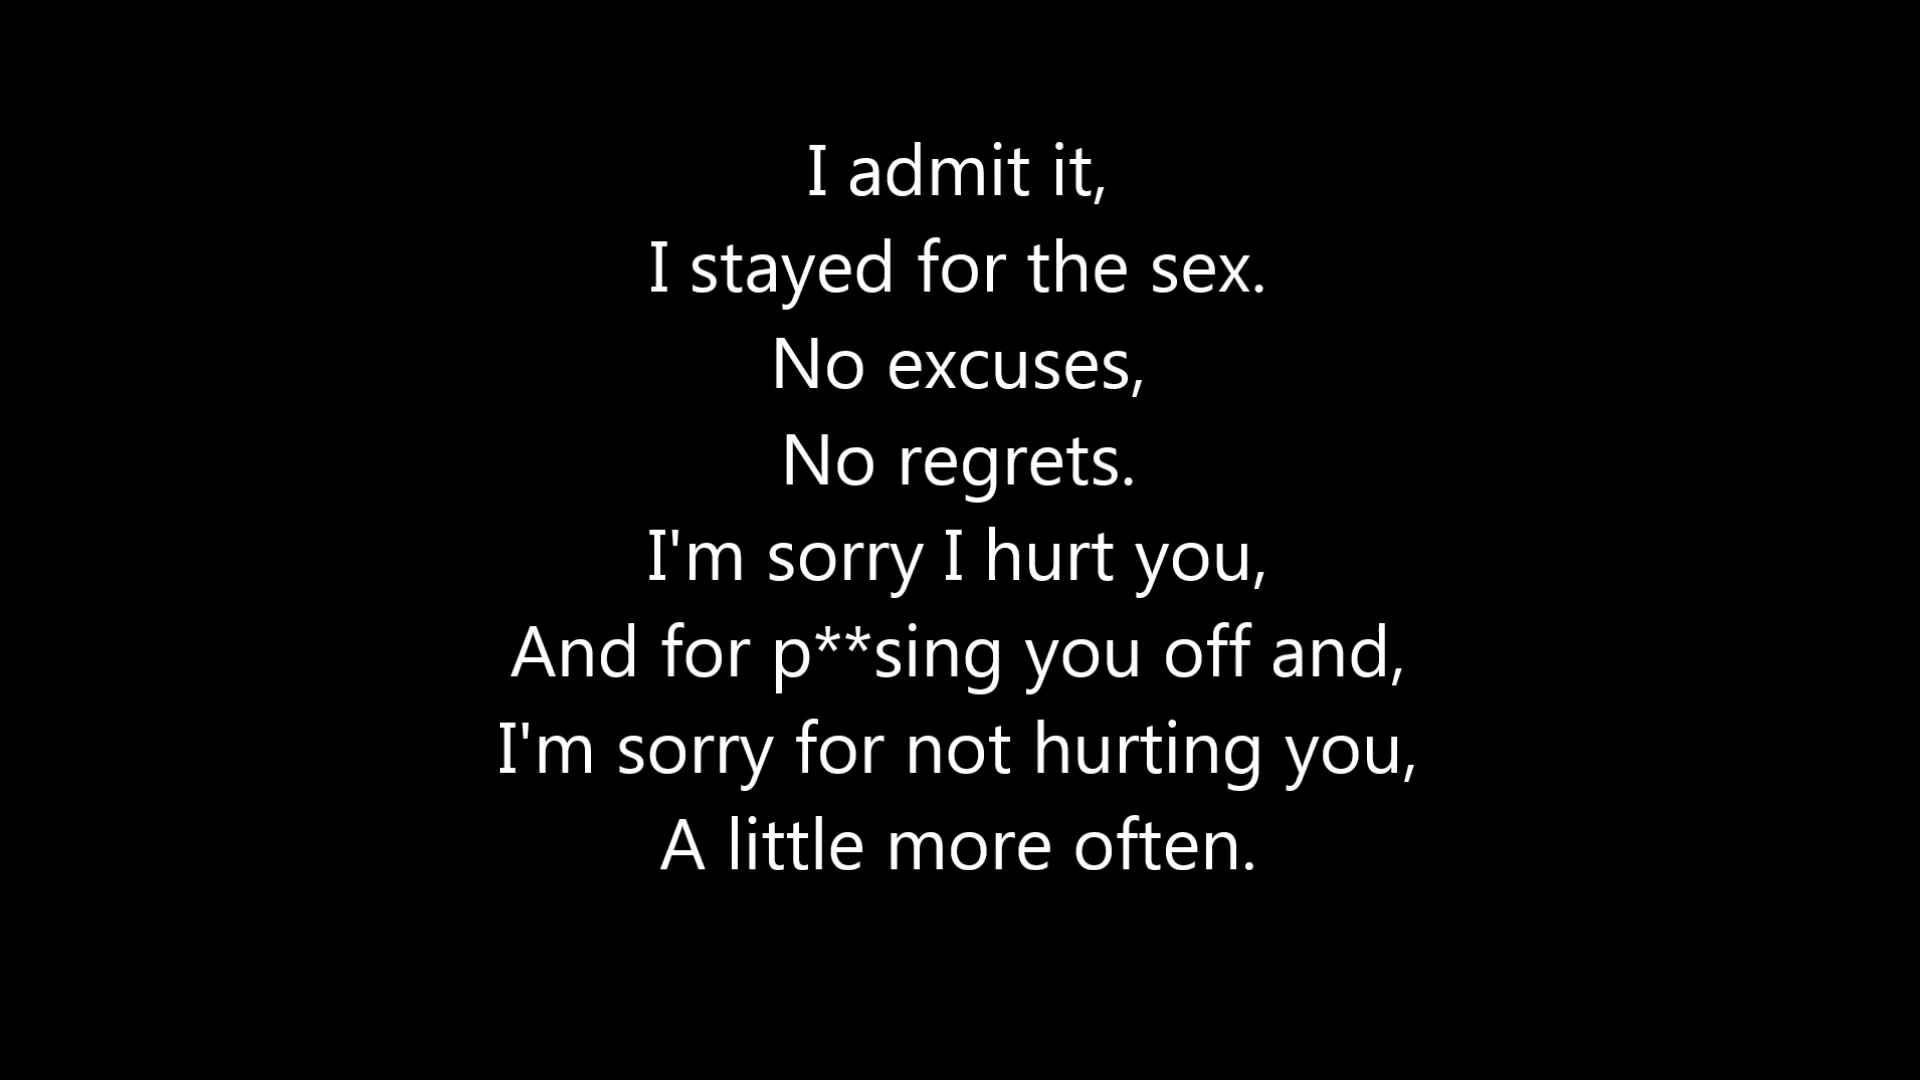 I admit it,
I stayed for the sex.
No excuses,
No regrets.
I'm sorry I hurt you,
And for p**sing you off and,
I'm sorry for not hurting you,
A little more often.